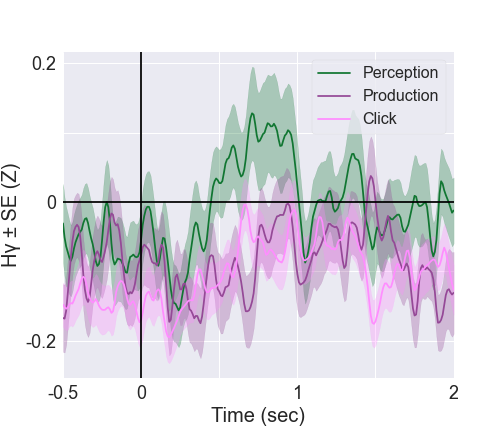 Perception
Production
Click
0.2
0
-0.2
Hγ ± SE (Z)
-0.5
0
1
2
Time (sec)